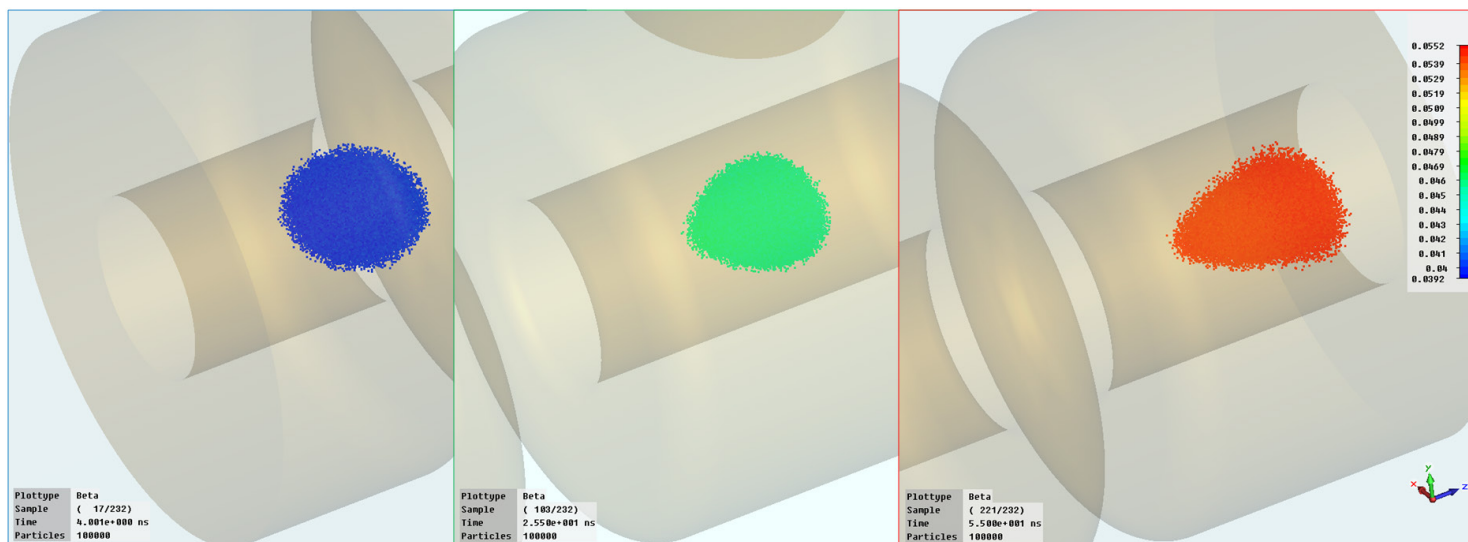 0.0552
0.0539
0.0529
0.0519
0.0509
0.0499
0.0489
0.0479
0.0469
0.046
0.045
0.044
0.043
0.042
0.041
0.04
0.0392
Plottype Beta
Sample ( 17/232)
Time 4.001e+000 ns
Particles 100000
Plottype Beta
Sample ( 103/232)
Time 2.550e+001 ns
Particles 100000
Plottype Beta
Sample ( 221/232)
Time 5.500e+001 ns
Particles 100000
Y
X
Z